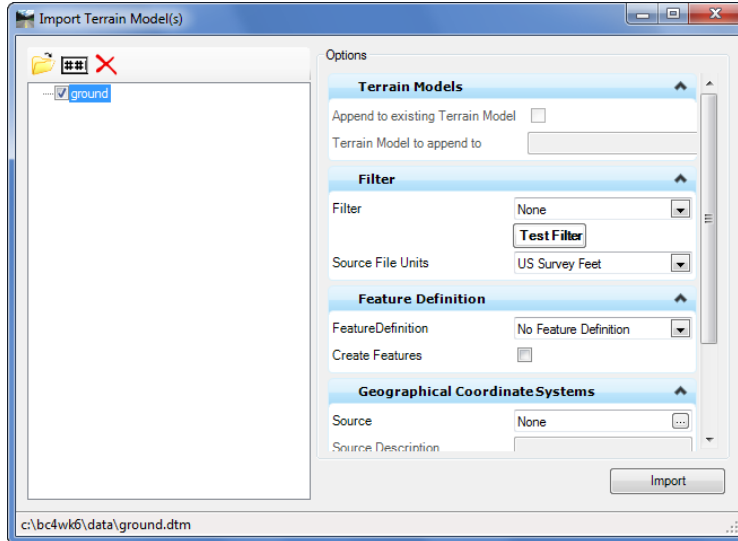 Import Terrain Model(s)
##
ground
Options
Terrain Models
Append to existing Terrain Model
Terrain Model to append to
Filter
Filter None
Test Filter
Source File Units US Survey Feet
Feature Definition
FeatureDefinition No Feature Definition
Create Features
Geographical Coordinate Systems
Source None ...
Source Description
Import
c:\bc4wk6\data\ground.dtm